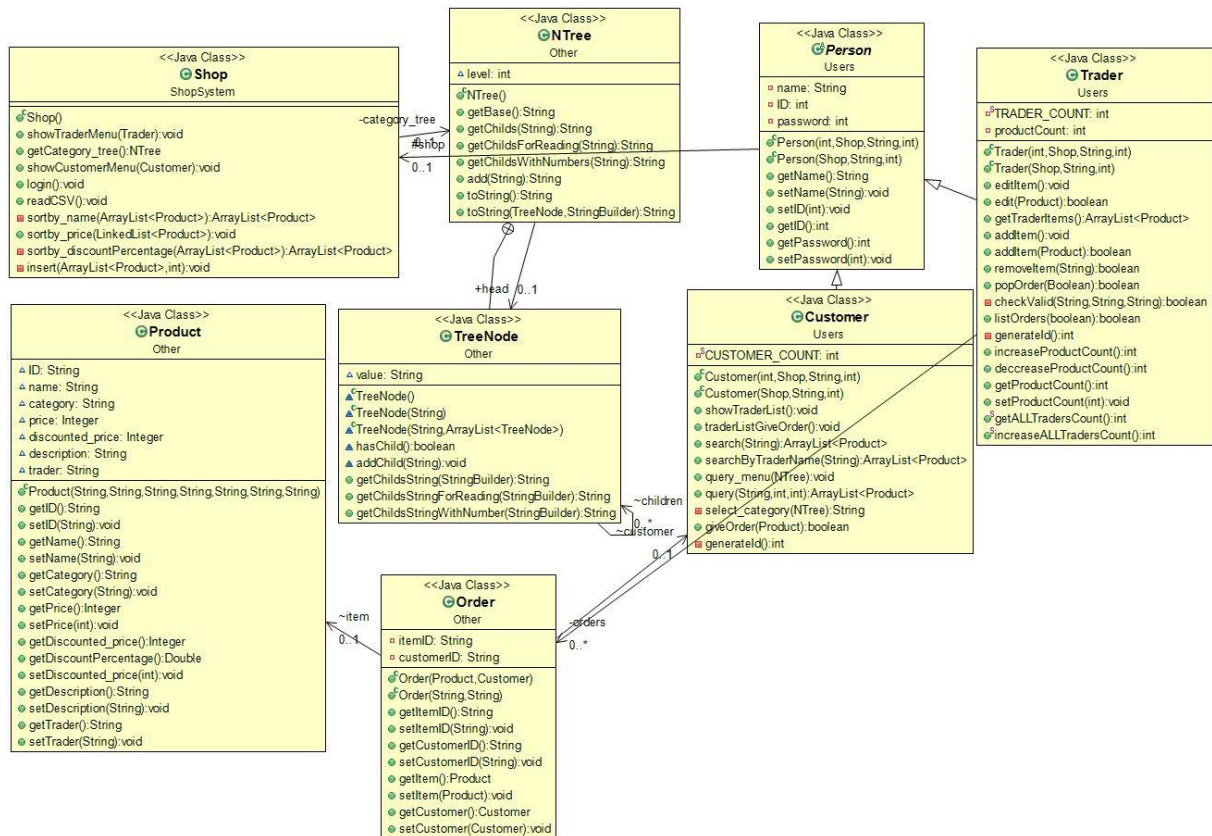 <<Java Class>>
Shop
ShopSystem
Shop()
showTraderMenu(Trader):void
getCategory_tree():NTree
showCustomerMenu(Customer):void
login():void
readCSV():void
sortby_name(ArrayList<Product>):ArrayList<Product>
sortby_price(LinkedList<Product>):void
sortby_discountPercentage(ArrayList<Product>):ArrayList<Product>
insert(ArrayList<Product>,int):void
-category_tree
0..1
#shop
0..1
<<Java Class>>
NTree
Other
level: int
NTree()
getBase():String
getChilds(String):String
getChildsForReading(String):String
getChildsWithNumbers(String):String
add(String):String
toString():String
toString(TreeNode,StringBuilder):String
<<Java Class>>
Person
Users
name: String
ID: int
password: int
Person(int,Shop,String,int)
Person(Shop,String,int)
getName():String
setName(String):void
setID(int):void
getID():int
getPassword():int
setPassword(int):void
<<Java Class>>
Trader
Users
TRADER_COUNT: int
productCount: int
Trader(int,Shop,String,int)
Trader(Shop,String,int)
editItem():void
edit(Product):boolean
getTraderItems():ArrayList<Product>
addItem():void
addItem(Product):boolean
removeItem(String):boolean
popOrder(Boolean):boolean
checkValid(String,String,String):boolean
listOrders(boolean):boolean
generateId():int
increaseProductCount():int
deccreaseProductCount():int
getProductCount():int
setProductCount(int):void
getALLTradersCount():int
increaseALLTradersCount():int
+head
0..1
<<Java Class>>
Product
Other
ID: String
name: String
category: String
price: Integer
discounted_price: Integer
description: String
trader: String
Product(String,String,String,String,String,String,String)
getID():String
setID(String):void
getName():String
setName(String):void
getCategory():String
setCategory(String):void
getPrice():Integer
setPrice(int):void
getDiscounted_price():Integer
getDiscountPercentage():Double
setDiscounted_price(int):void
getDescription():String
setDescription(String):void
getTrader():String
setTrader(String):void
<<Java Class>>
TreeNode
Other
value: String
TreeNode()
TreeNode(String)
TreeNode(String,ArrayList<TreeNode>)
hasChild():boolean
addChild(String):void
getChildsString(StringBuilder):String
getChildsStringForReading(StringBuilder):String
getChildsStringWithNumber(StringBuilder):String
~children
0..*
~customer
0..1
<<Java Class>>
Customer
Users
CUSTOMER_COUNT: int
Customer(int,Shop,String,int)
Customer(Shop,String,int)
showTraderList():void
traderListGiveOrder():void
search(String):ArrayList<Product>
searchByTraderName(String):ArrayList<Product>
query_menu(NTree):void
query(String,int,int):ArrayList<Product>
select_category(NTree):String
giveOrder(Product):boolean
generateId():int
~item
0..1
<<Java Class>>
Order
Other
itemID: String
customerID: String
Order(Product,Customer)
Order(String,String)
getItemID():String
setItemID(String):void
getCustomerID():String
setCustomerID(String):void
getItem():Product
setItem(Product):void
getCustomer():Customer
setCustomer(Customer):void
-orders
0..*